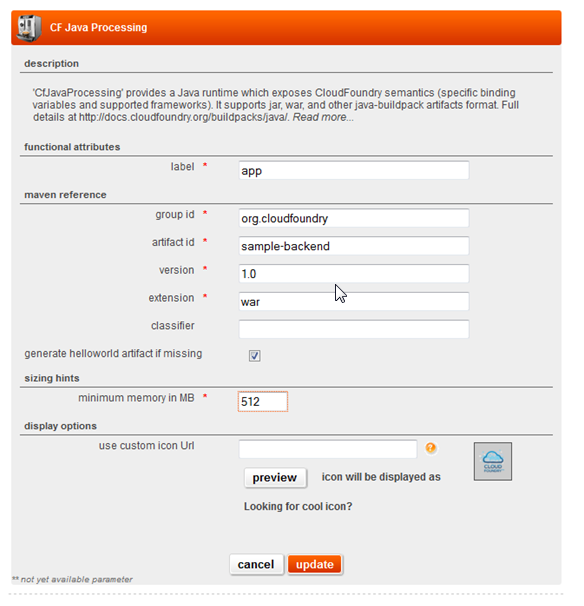 CF Java Processing
description
'CfJavaProcessing' provides a Java runtime which exposes CloudFoundry semantics (specific binding
variables and supported frameworks). It supports jar, war, and other java-buildpack artifacts format. Full
details at http://docs.cloudfoundry.org/buildpacks/java/. Read more...
functional attributes
label * app
maven reference
group id * org.cloudfoundry
artifact id * sample-backend
version * 1.0
extension * war
classifier
generate helloworld artifact if missing
sizing hints
minimum memory in MB * 512
display options
use custom icon Url ?
CLOUD
FOUNDRY
preview icon will be displayed as
Looking for cool icon?
cancel update
** not yet available parameter